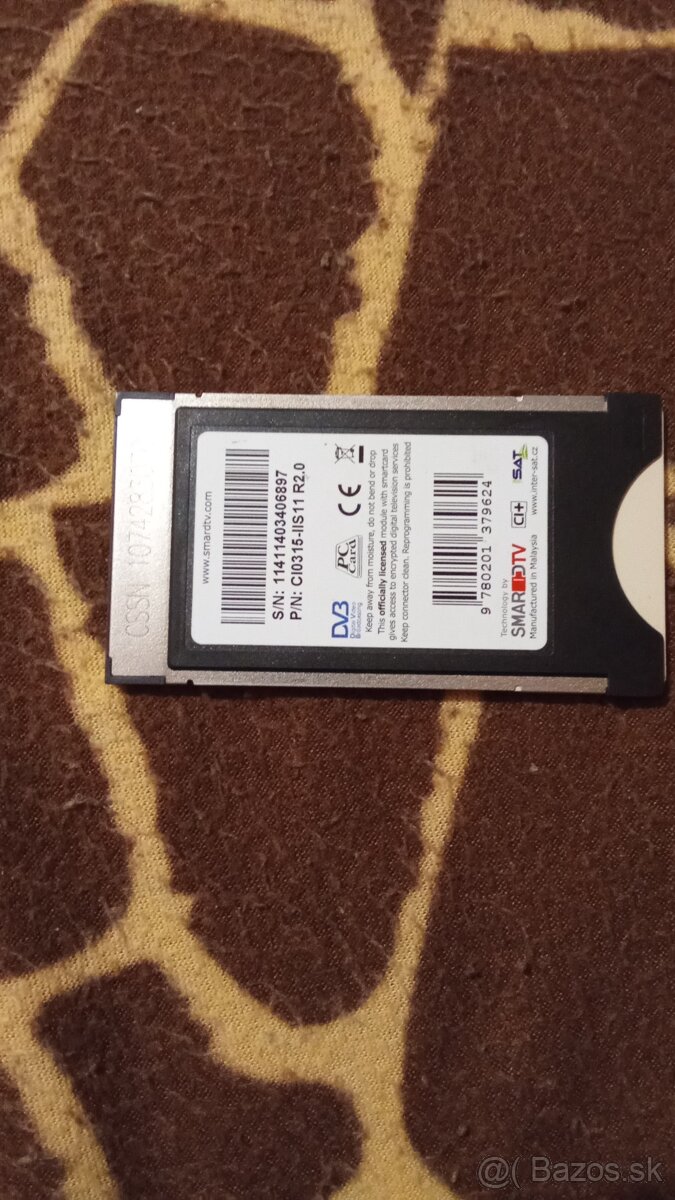 www.smardtv.com
S/N: 11411403406897
P/N: CI0315-IIS11 R2.0
DVB
Digital Video
Broadcasting
PC
Card
CE
Keep away from moisture, do not bend or drop
This officially licensed module with smartcard
gives access to encrypted digital television services
Keep connector clean. Reprogramming is prohibited
9 780201 379624
Technology by
SMARDTV CI+ SAT
Manufactured in Malaysia www.inter-sat.cz
@( Bazos.sk